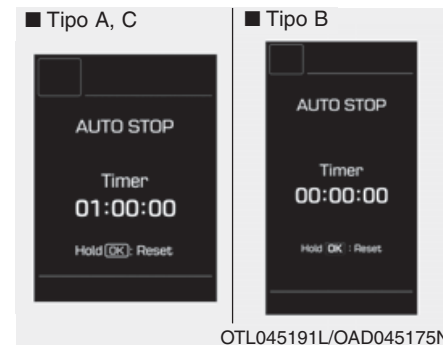 ■ Tipo A, C
AUTO STOP
Timer
01:00:00
Hold OK : Reset
■ Tipo B
AUTO STOP
Timer
00:00:00
Hold OK : Reset
OTL045191L/OAD045175N